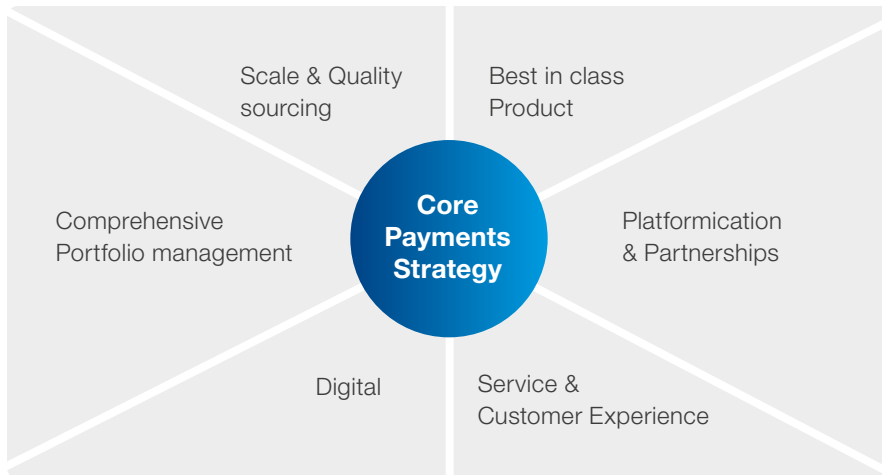 Scale & Quality
sourcing
Best in class
Product
Comprehensive
Portfolio management
Core
Payments
Strategy
Platformication
& Partnerships
Digital
Service &
Customer Experience